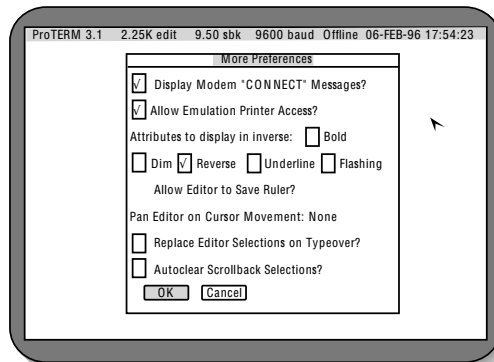 ProTERM 3.1 2.25K edit 9.50 sbk 9600 baud Offline 06-FEB-96 17:54:23
More Preferences
√ Display Modem "CONNECT" Messages?
√ Allow Emulation Printer Access?
Attributes to display in inverse: Bold
Dim √ Reverse Underline Flashing
Allow Editor to Save Ruler?
Pan Editor on Cursor Movement: None
Replace Editor Selections on Typeover?
Autoclear Scrollback Selections?
OK Cancel